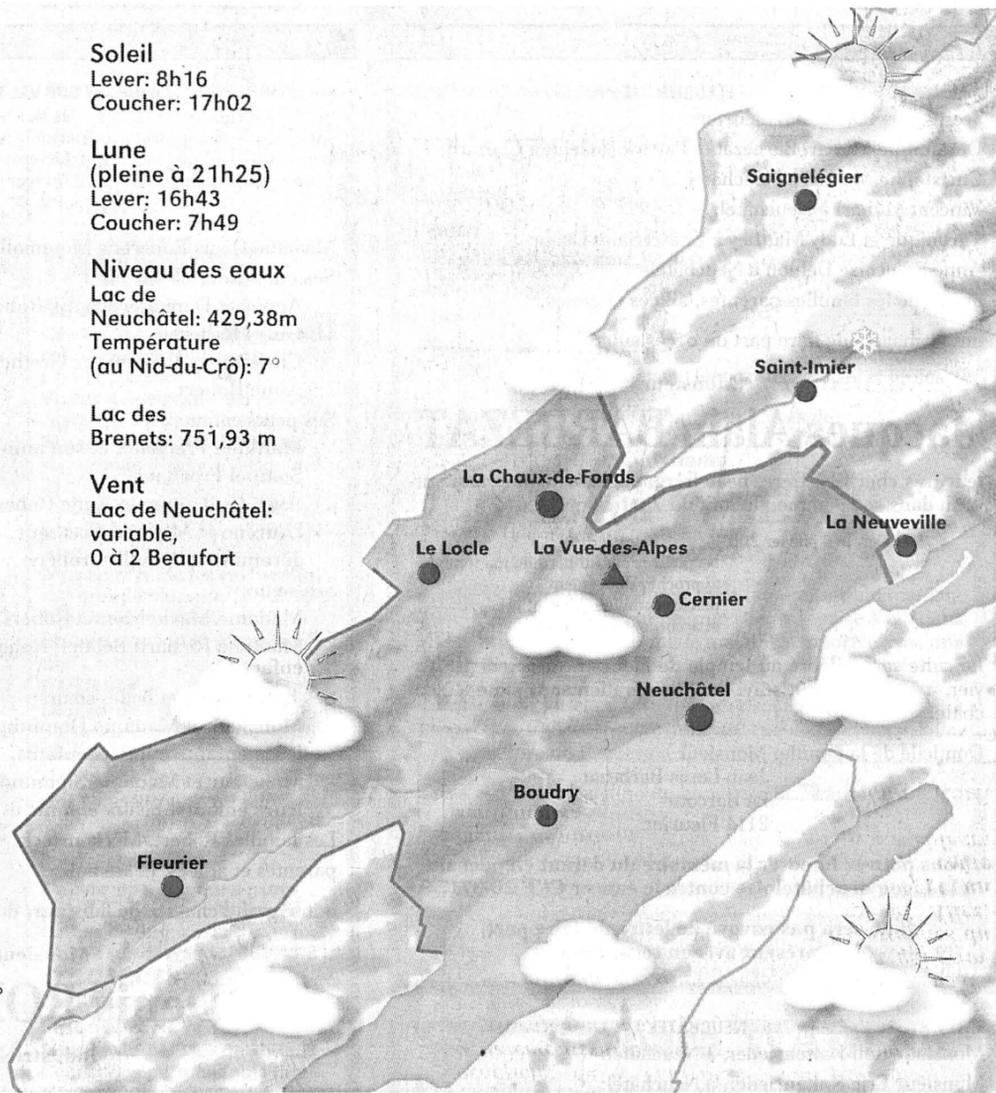 Soleil
Lever: 8h16
Coucher: 17h02
Lune
(pleine à 21h25)
Lever: 16h43
Coucher: 7h49
Niveau des eaux
Lac de
Neuchâtel: 429,38m
Température
(au Nid-du-Crô): 7°
Lac des
Brenets: 751,93 m
Vent
Lac de Neuchâtel:
variable,
0 à 2 Beaufort
Saignelégier
Saint-Imier
La Chaux-de-Fonds
La Neuveville
Le Locle
La Vue-des-Alpes
Cernier
Neuchâtel
Boudry
Fleurier